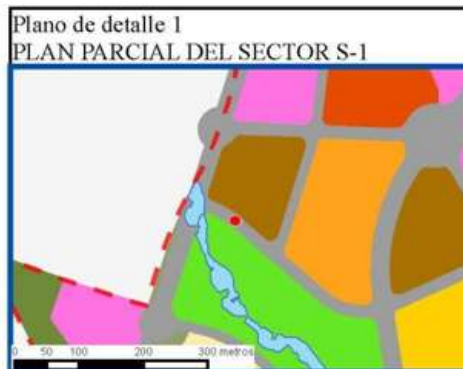 Plano de detalle 1
PLAN PARCIAL DEL SECTOR S-1
0 50 100 200 300 metros